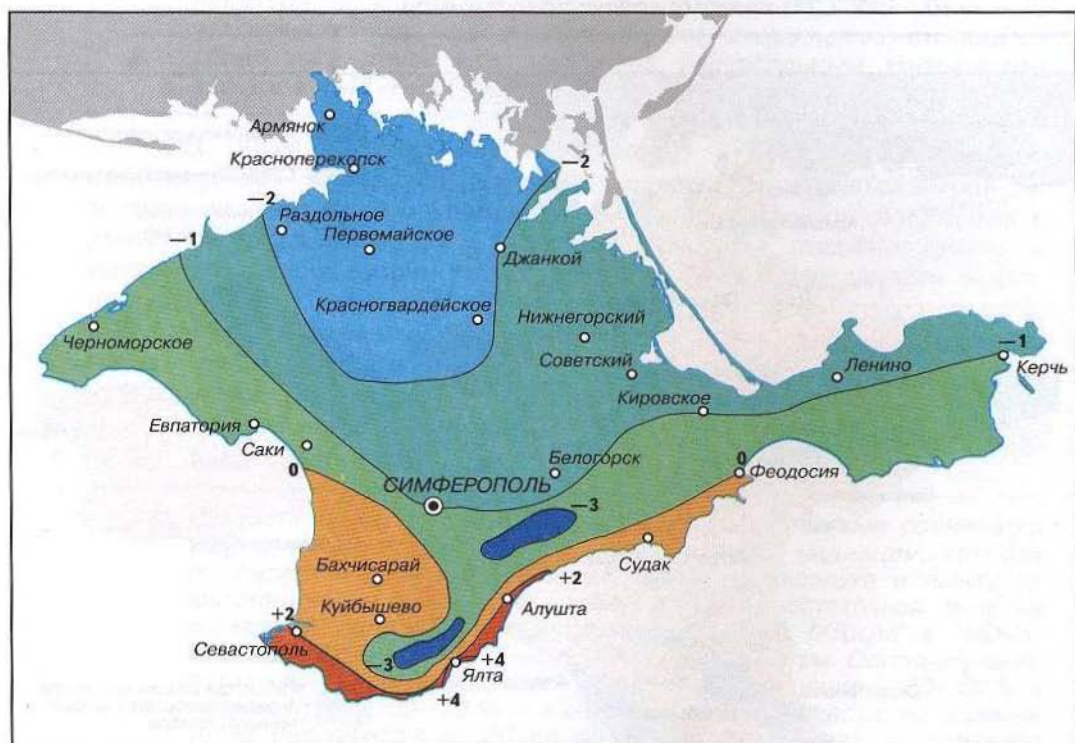 Армянск
Красноперекопск
−2
−2
Раздольное
−1
Первомайское
Джанкой
Красногвардейское
Нижнегорский
Черноморское
Советский
Ленино
−1
Керчь
Кировское
Евпатория
Саки
Белогорск
0
Феодосия
0
СИМФЕРОПОЛЬ
−3
Судак
Бахчисарай
+2
Алушта
Куйбышево
+2
Севастополь
−3
+4
Ялта
+4